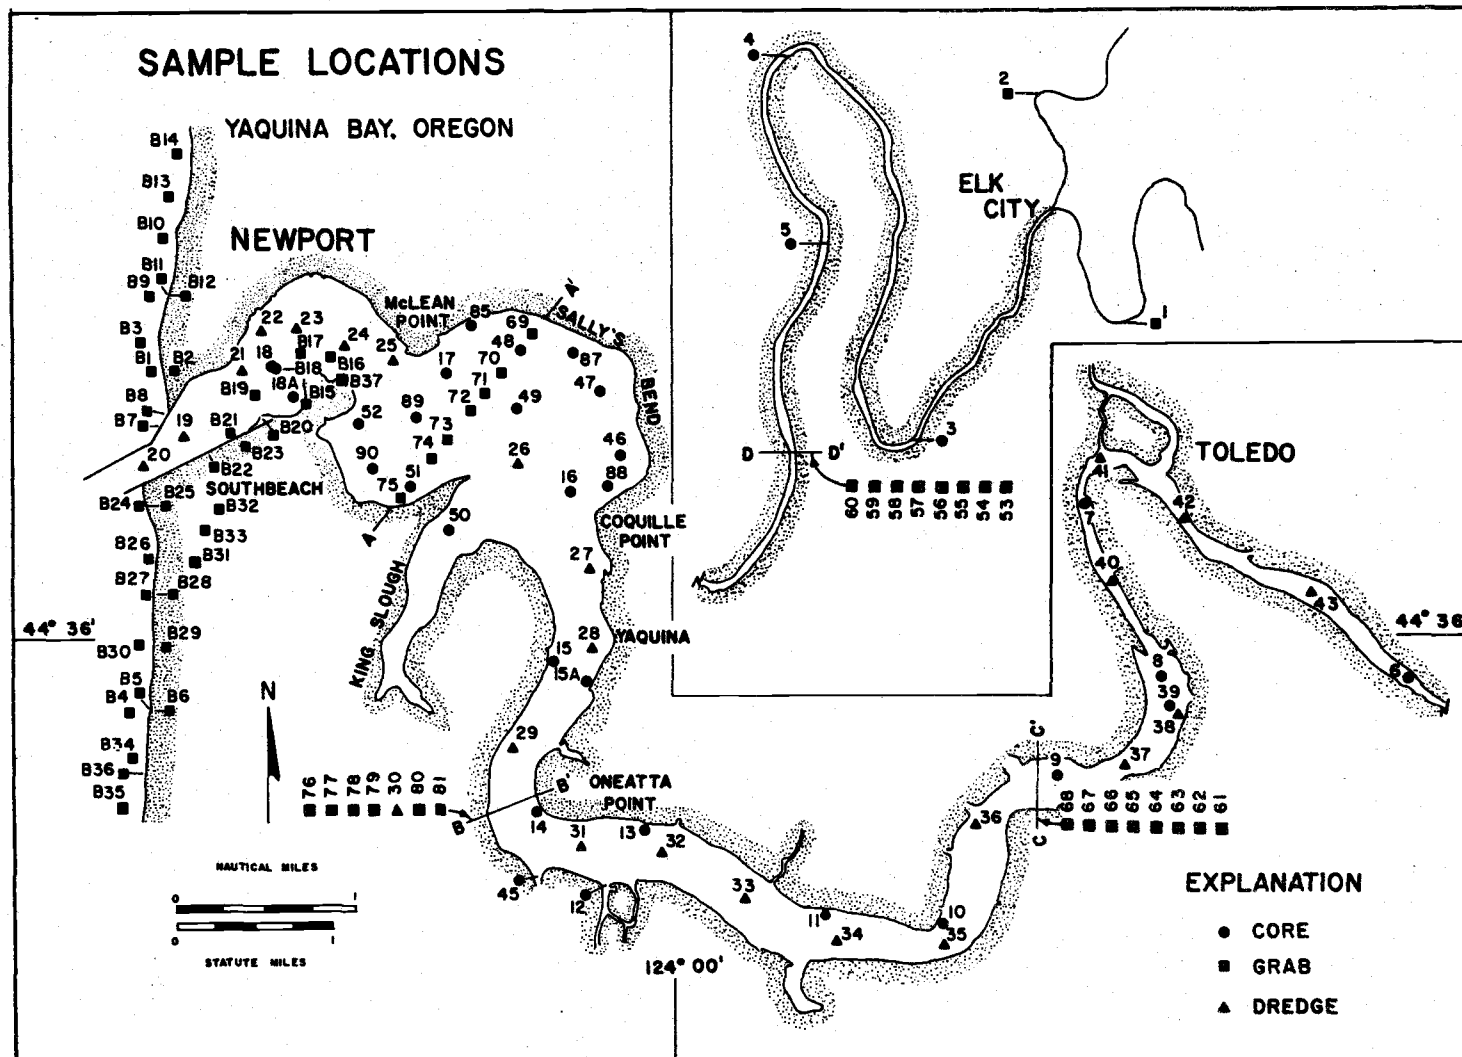 SAMPLE LOCATIONS
YAQUINA BAY, OREGON
B14
B13
B10
B11
B9
B12
B3
B1
B2
B8
B7
NEWPORT
McLEAN
POINT
SALLY'S
BEND
A'
22
23
24
25
21
18
B17
B18
B16
B37
18A
B19
B15
19
20
B21
B20
B23
B22
SOUTHBEACH
B24
B25
B32
B33
B31
B26
B27
B28
B29
B30
B5
B4
B6
B34
B36
B35
85
69
48
87
17
70
71
72
47
49
52
89
73
74
90
51
75
A
26
46
88
16
50
COQUILLE
POINT
27
KING SLOUGH
28
YAQUINA
15
15A
29
N
44° 36'
76
77
78
79
30
80
81
B
B'
ONEATTA
POINT
14
31
13
32
45
12
33
11
34
10
35
36
NAUTICAL MILES
0
1
0
1
STATUTE MILES
124° 00'
4
2
ELK
CITY
5
1
3
D
D'
60
59
58
57
56
55
54
53
TOLEDO
41
42
7
40
43
44° 36
8
6
39
38
37
9
C'
C
68
67
66
65
64
63
62
61
EXPLANATION
CORE
GRAB
DREDGE